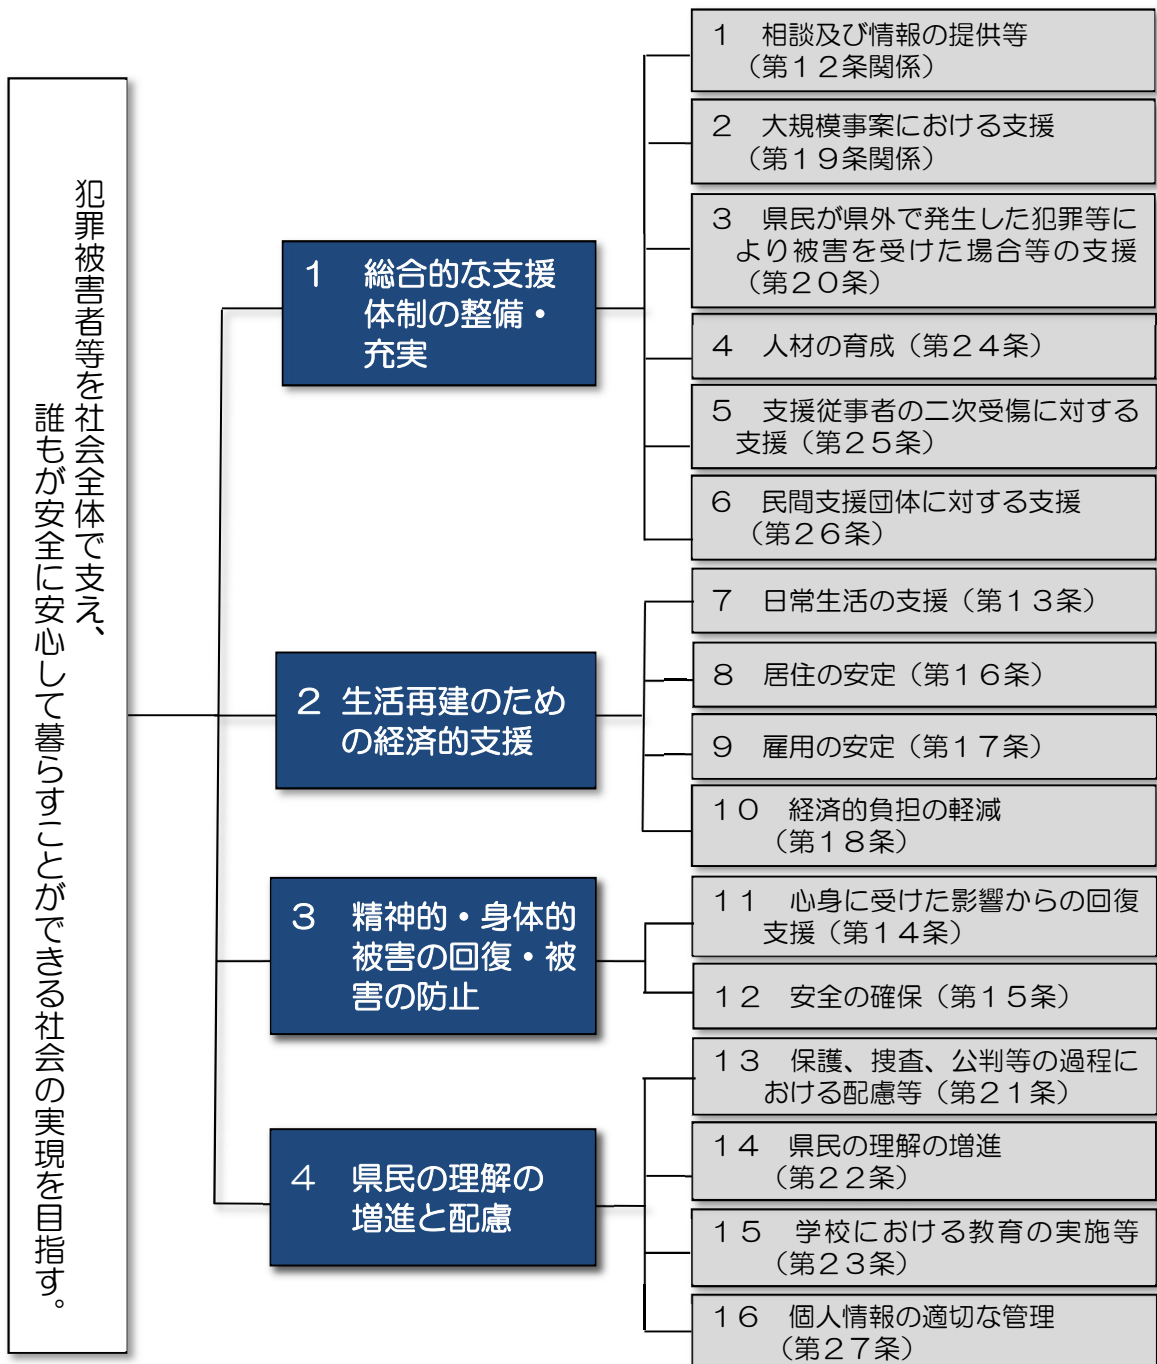 犯罪被害者等を社会全体で支え、
誰もが安全に安心して暮らすことができる社会の実現を目指す。
１　総合的な支援
体制の整備・
充実
１　相談及び情報の提供等
（第１２条関係）
２　大規模事案における支援
（第１９条関係）
３　県民が県外で発生した犯罪等に
より被害を受けた場合等の支援
（第２０条）
４　人材の育成（第２４条）
５　支援従事者の二次受傷に対する
支援（第２５条）
６　民間支援団体に対する支援
（第２６条）
２ 生活再建のため
の経済的支援
７　日常生活の支援（第１３条）
８　居住の安定（第１６条）
９　雇用の安定（第１７条）
１０　経済的負担の軽減
（第１８条）
３　精神的・身体的
被害の回復・被
害の防止
１１　心身に受けた影響からの回復
支援（第１４条）
１２　安全の確保（第１５条）
４　県民の理解の
増進と配慮
１３　保護、捜査、公判等の過程に
おける配慮等（第２１条）
１４　県民の理解の増進
（第２２条）
１５　学校における教育の実施等
（第２３条）
１６　個人情報の適切な管理
（第２７条）